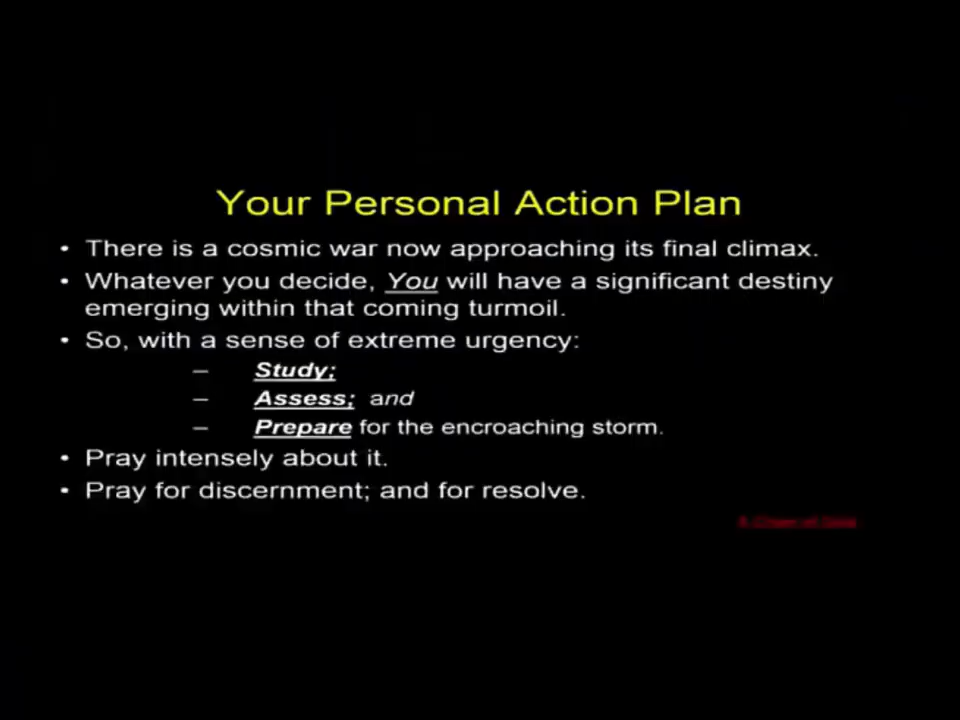 Your Personal Action Plan
• There is a cosmic war now approaching its final climax.
• Whatever you decide, You will have a significant destiny
emerging within that coming turmoil.
• So, with a sense of extreme urgency:
– Study;
– Assess; and
– Prepare for the encroaching storm.
• Pray intensely about it.
• Pray for discernment; and for resolve.